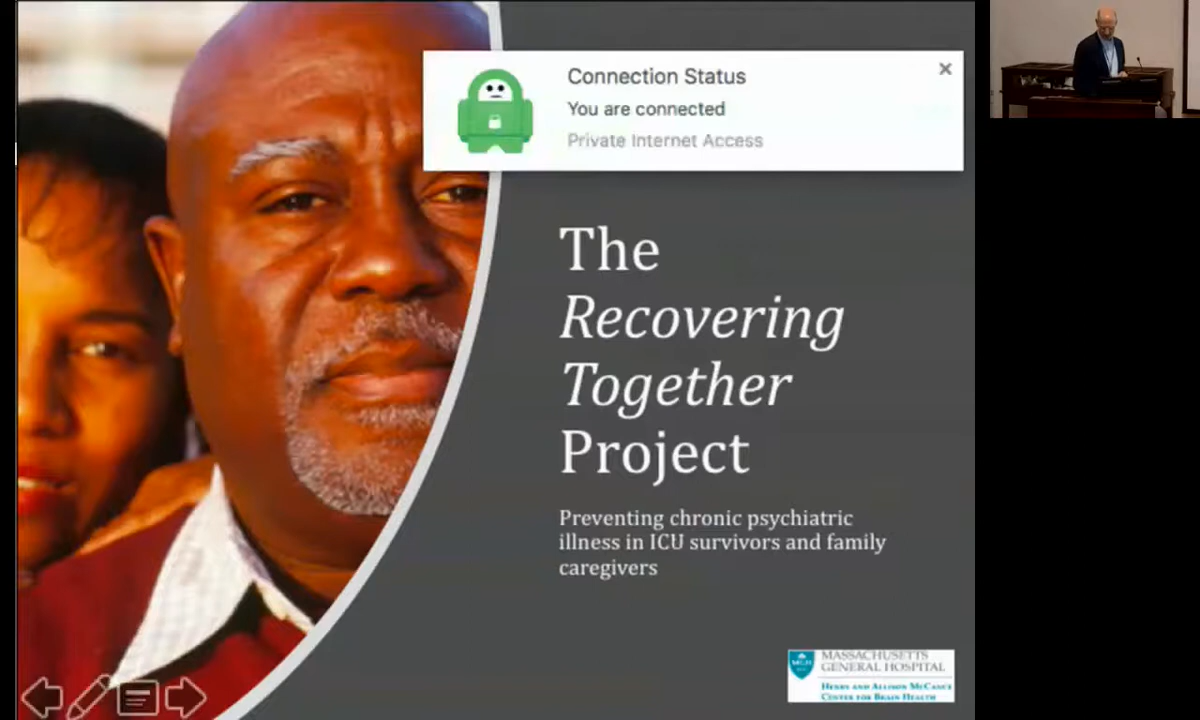 Connection Status
You are connected
Private Internet Access
The
Recovering
Together
Project
Preventing chronic psychiatric
illness in ICU survivors and family
caregivers
MASSACHUSETTS
GENERAL HOSPITAL
HENRY AND ALLISON MCCANCE
CENTER FOR BRAIN HEALTH